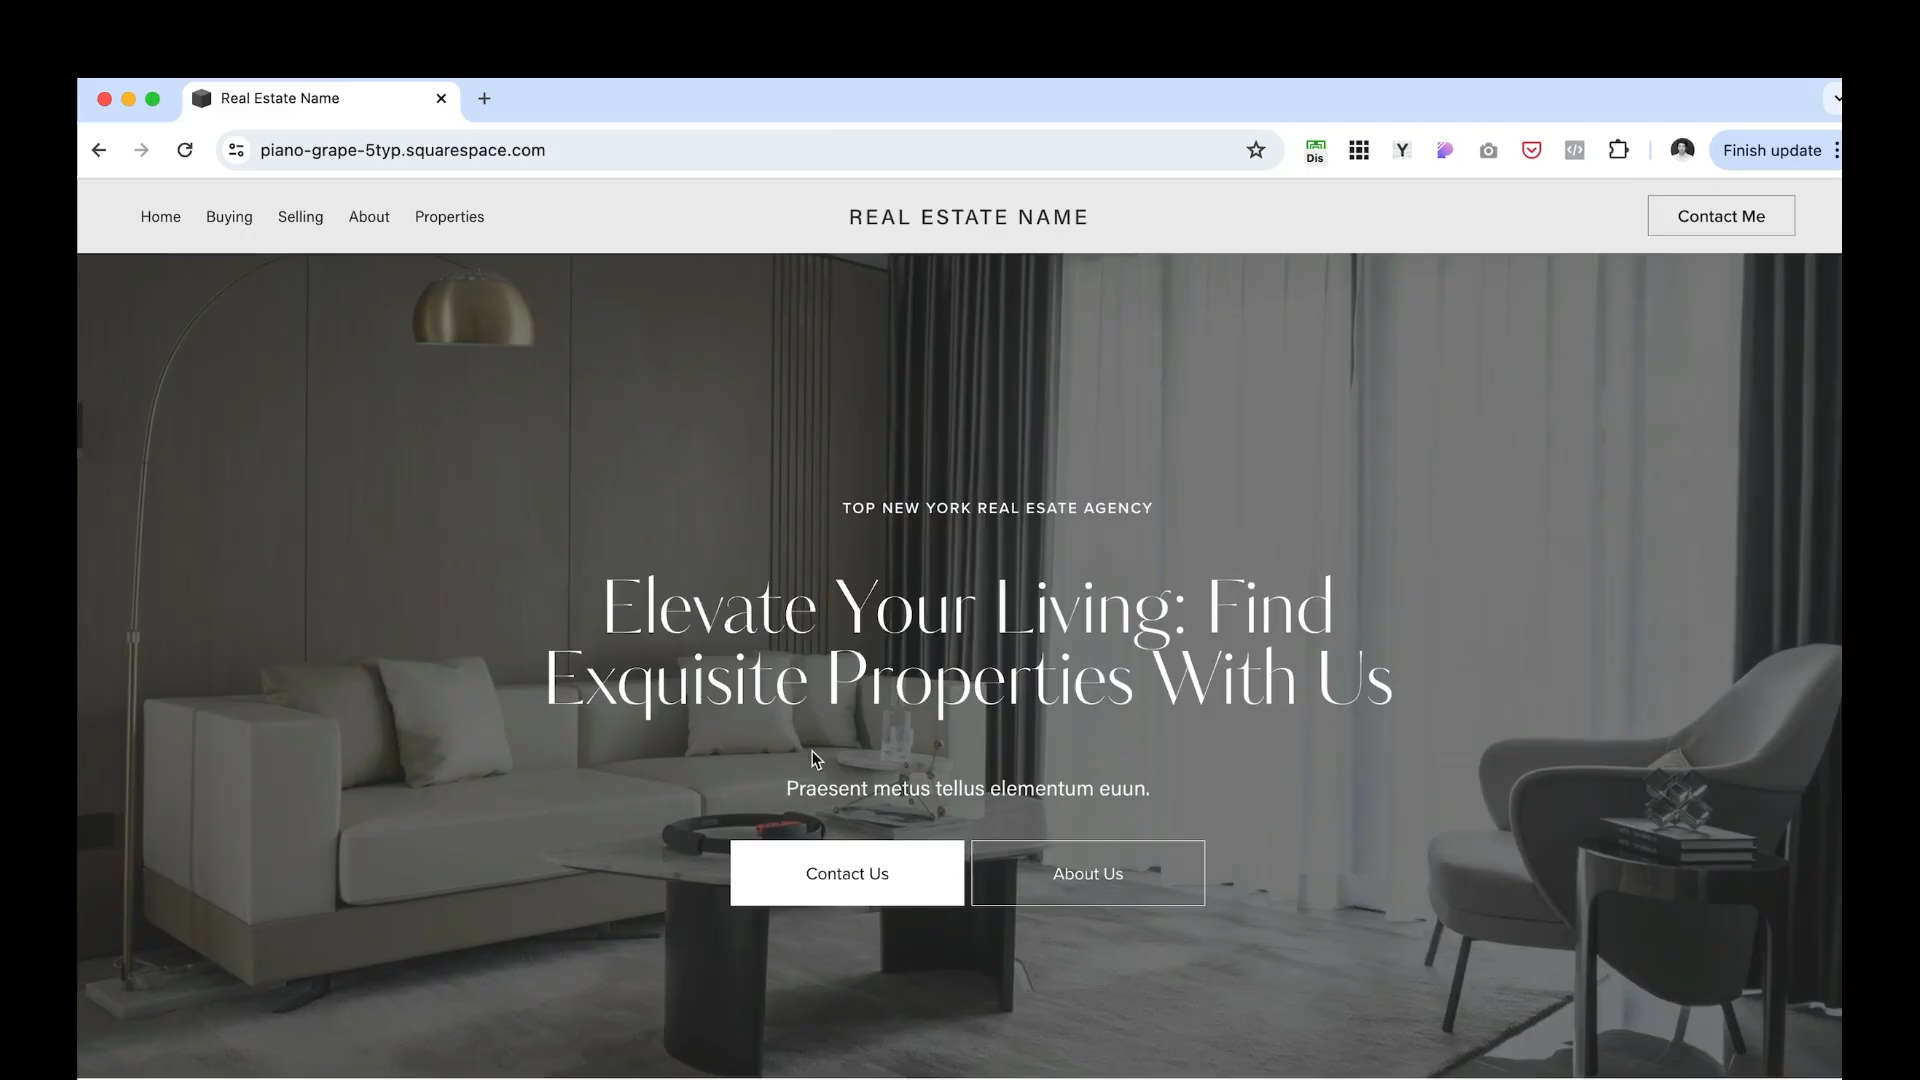 Real Estate Name
piano-grape-5typ.squarespace.com
Dis
Y
Finish update
Home Buying Selling About Properties
REAL ESTATE NAME
Contact Me
TOP NEW YORK REAL ESATE AGENCY
Elevate Your Living: Find
Exquisite Properties With Us
Praesent metus tellus elementum euun.
Contact Us
About Us